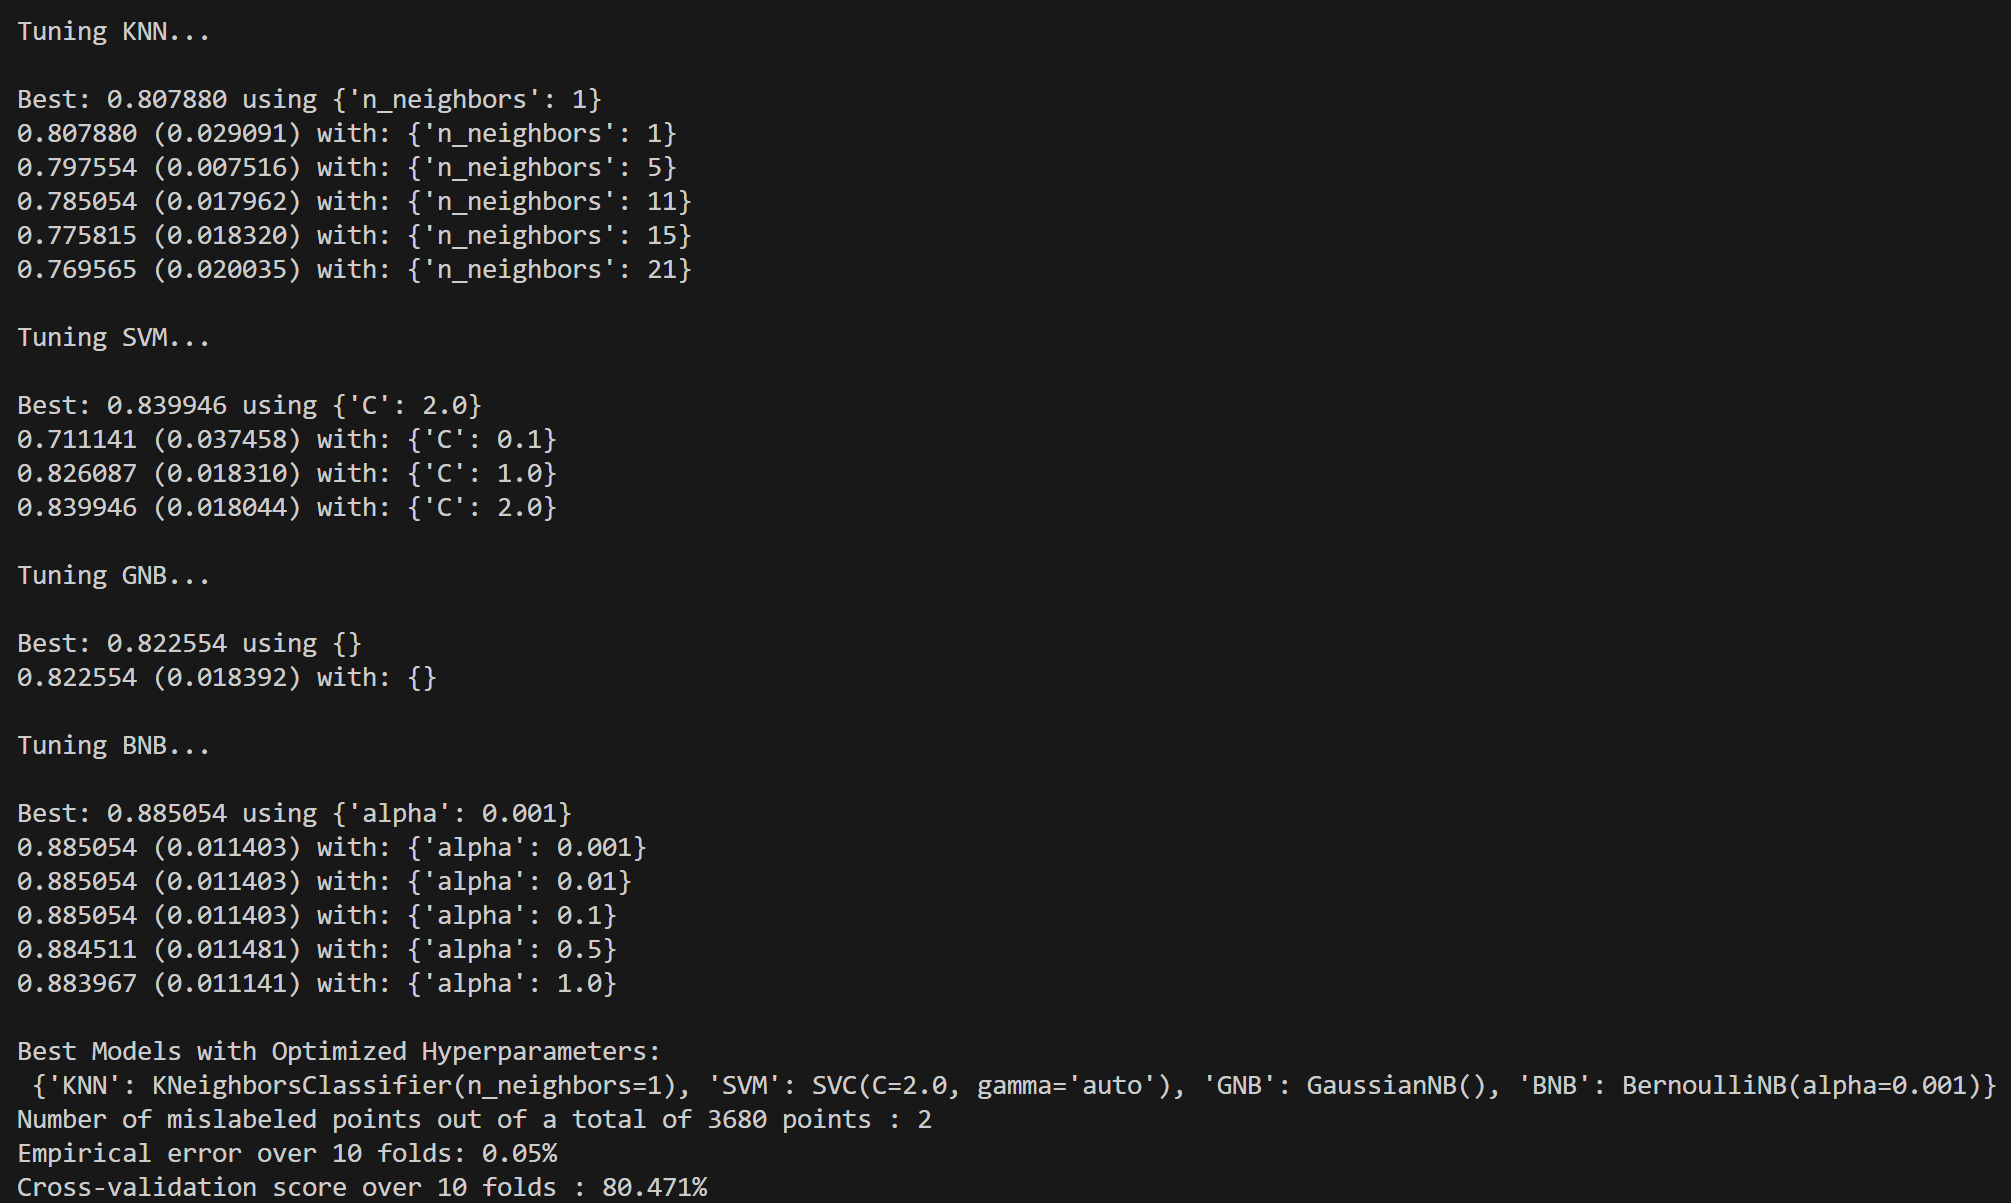 Tuning KNN...
Best: 0.807880 using {'n_neighbors': 1}
0.807880 (0.029091) with: {'n_neighbors': 1}
0.797554 (0.007516) with: {'n_neighbors': 5}
0.785054 (0.017962) with: {'n_neighbors': 11}
0.775815 (0.018320) with: {'n_neighbors': 15}
0.769565 (0.020035) with: {'n_neighbors': 21}
Tuning SVM...
Best: 0.839946 using {'C': 2.0}
0.711141 (0.037458) with: {'C': 0.1}
0.826087 (0.018310) with: {'C': 1.0}
0.839946 (0.018044) with: {'C': 2.0}
Tuning GNB...
Best: 0.822554 using {}
0.822554 (0.018392) with: {}
Tuning BNB...
Best: 0.885054 using {'alpha': 0.001}
0.885054 (0.011403) with: {'alpha': 0.001}
0.885054 (0.011403) with: {'alpha': 0.01}
0.885054 (0.011403) with: {'alpha': 0.1}
0.884511 (0.011481) with: {'alpha': 0.5}
0.883967 (0.011141) with: {'alpha': 1.0}
Best Models with Optimized Hyperparameters:
{'KNN': KNeighborsClassifier(n_neighbors=1), 'SVM': SVC(C=2.0, gamma='auto'), 'GNB': GaussianNB(), 'BNB': BernoulliNB(alpha=0.001)}
Number of mislabeled points out of a total of 3680 points : 2
Empirical error over 10 folds: 0.05%
Cross-validation score over 10 folds : 80.471%